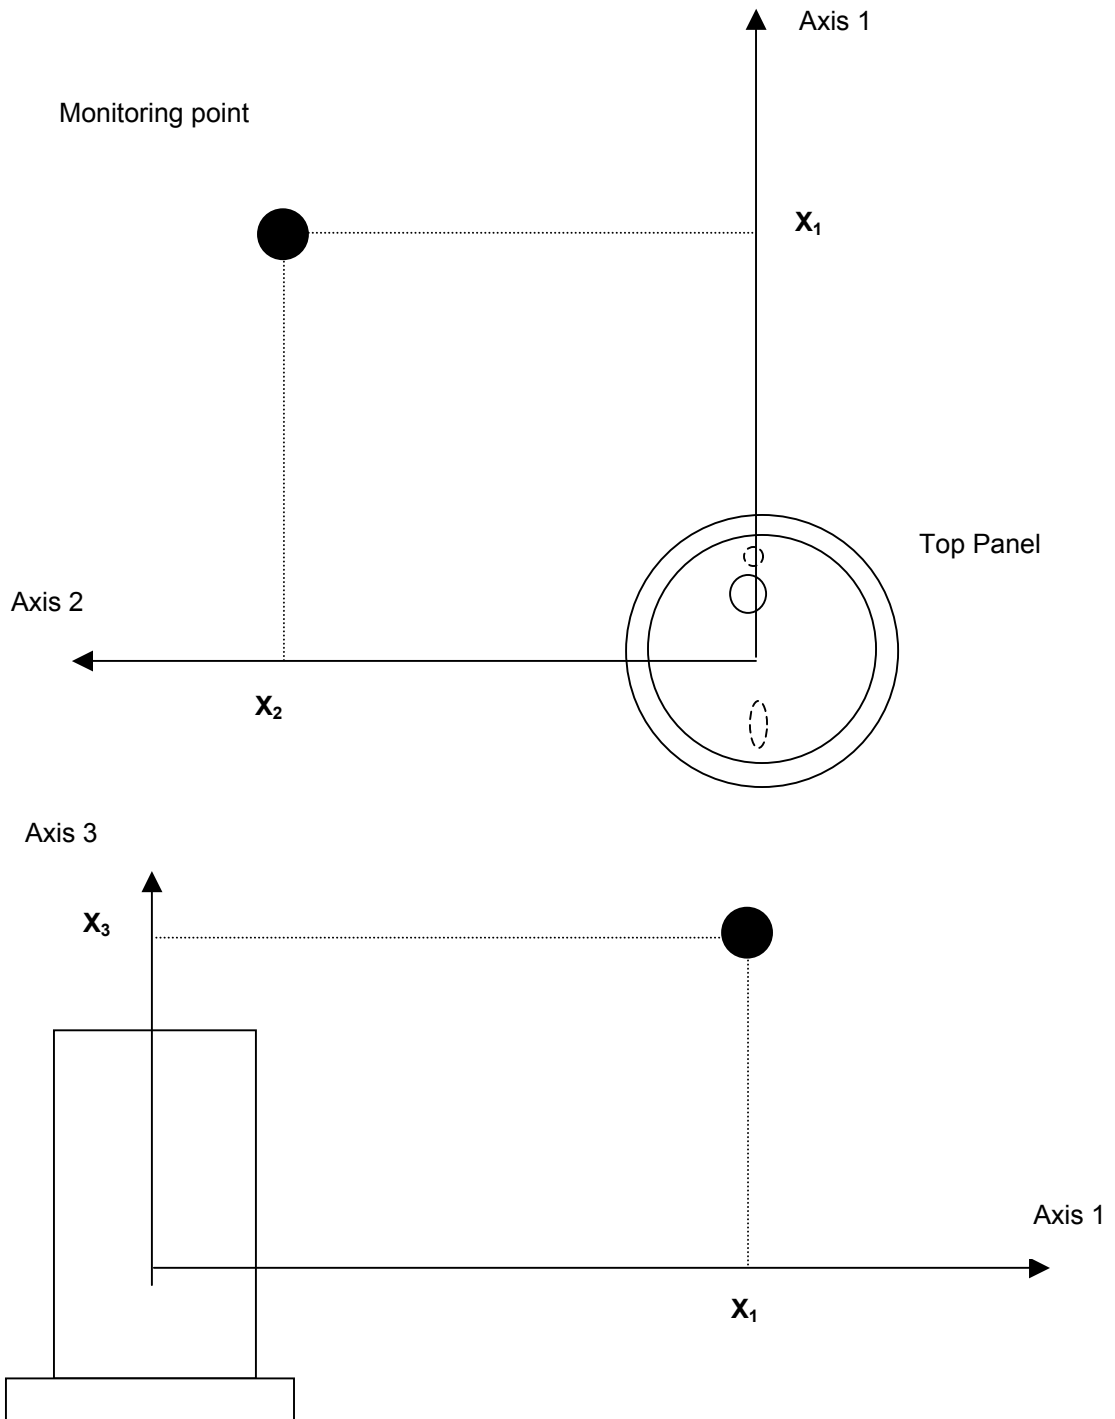 Axis 1
Monitoring point
X₁
Top Panel
Axis 2
X₂
Axis 3
X₃
Axis 1
X₁